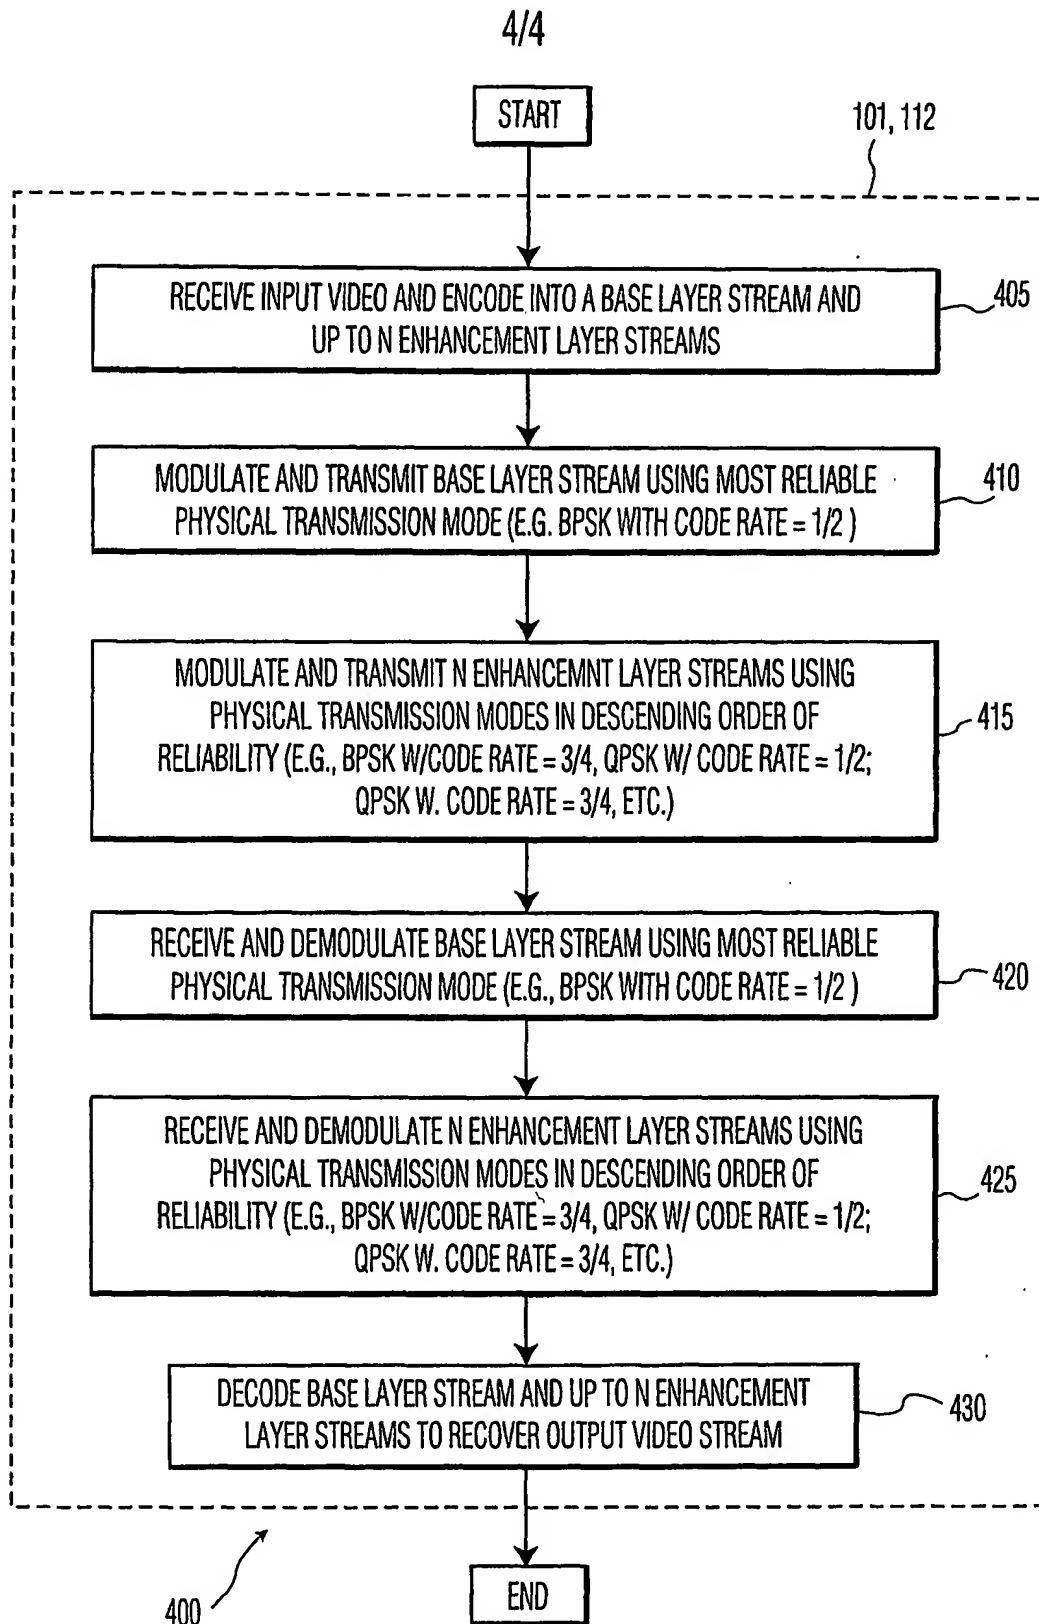 4/4
START
101, 112
RECEIVE INPUT VIDEO AND ENCODE INTO A BASE LAYER STREAM AND
UP TO N ENHANCEMENT LAYER STREAMS
405
MODULATE AND TRANSMIT BASE LAYER STREAM USING MOST RELIABLE
PHYSICAL TRANSMISSION MODE (E.G. BPSK WITH CODE RATE = 1/2 )
410
MODULATE AND TRANSMIT N ENHANCEMNT LAYER STREAMS USING
PHYSICAL TRANSMISSION MODES IN DESCENDING ORDER OF
RELIABILITY (E.G., BPSK W/CODE RATE = 3/4, QPSK W/ CODE RATE = 1/2;
QPSK W. CODE RATE = 3/4, ETC.)
415
RECEIVE AND DEMODULATE BASE LAYER STREAM USING MOST RELIABLE
PHYSICAL TRANSMISSION MODE (E.G., BPSK WITH CODE RATE = 1/2 )
420
RECEIVE AND DEMODULATE N ENHANCEMENT LAYER STREAMS USING
PHYSICAL TRANSMISSION MODES IN DESCENDING ORDER OF
RELIABILITY (E.G., BPSK W/CODE RATE = 3/4, QPSK W/ CODE RATE = 1/2;
QPSK W. CODE RATE = 3/4, ETC.)
425
DECODE BASE LAYER STREAM AND UP TO N ENHANCEMENT
LAYER STREAMS TO RECOVER OUTPUT VIDEO STREAM
430
400
END